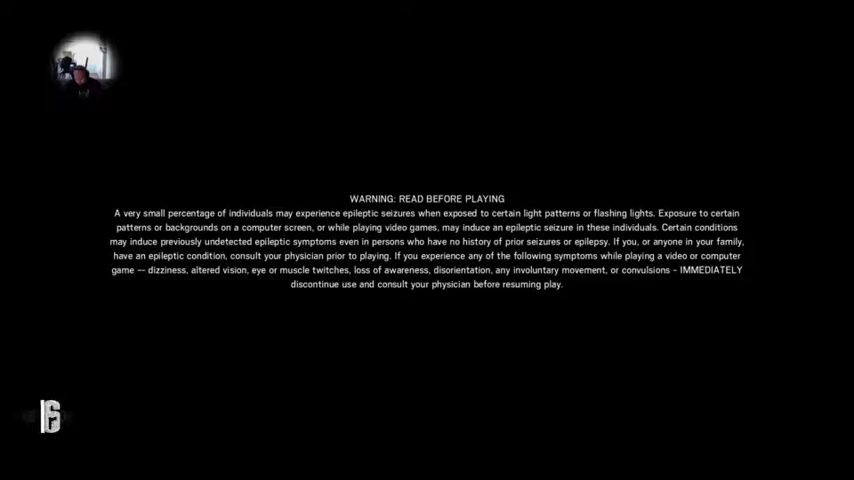 WARNING: READ BEFORE PLAYING
A very small percentage of individuals may experience epileptic seizures when exposed to certain light patterns or flashing lights. Exposure to certain
patterns or backgrounds on a computer screen, or while playing video games, may induce an epileptic seizure in these individuals. Certain conditions
may induce previously undetected epileptic symptoms even in persons who have no history of prior seizures or epilepsy. If you, or anyone in your family,
have an epileptic condition, consult your physician prior to playing. If you experience any of the following symptoms while playing a video or computer
game -- dizziness, altered vision, eye or muscle twitches, loss of awareness, disorientation, any involuntary movement, or convulsions - IMMEDIATELY
discontinue use and consult your physician before resuming play.
6